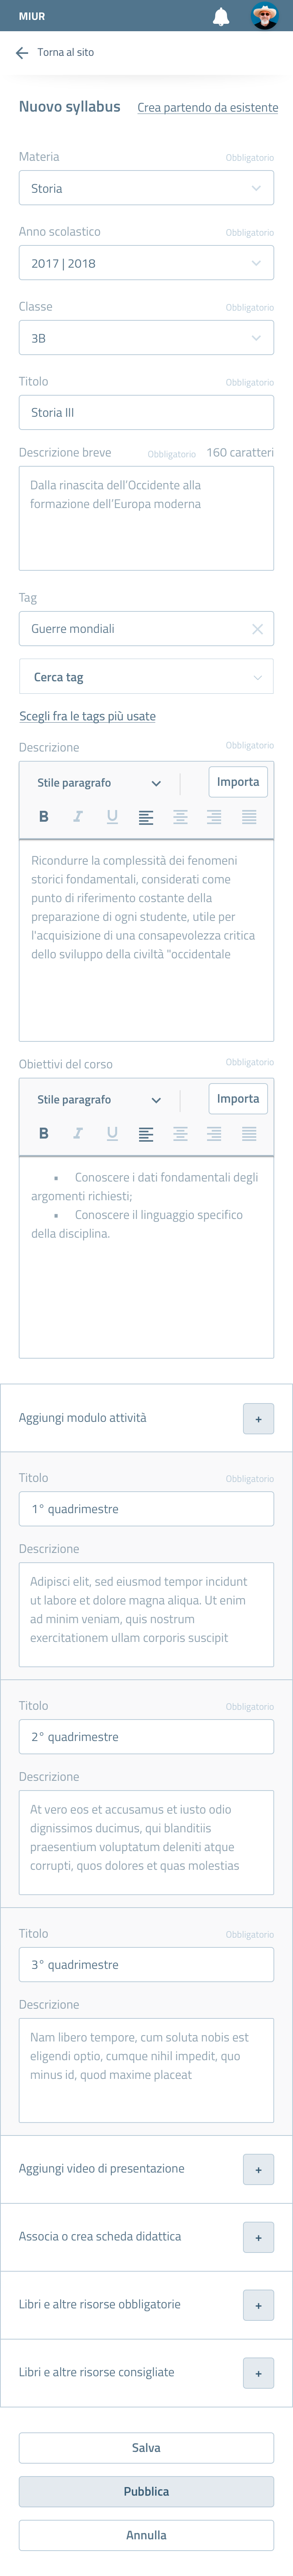 MIUR
Torna al sito
Nuovo syllabus Crea partendo da esistente
Materia Obbligatorio
Storia
Anno scolastico Obbligatorio
2017 | 2018
Classe Obbligatorio
3B
Titolo Obbligatorio
Storia III
Descrizione breve Obbligatorio 160 caratteri
Dalla rinascita dell'Occidente alla
formazione dell'Europa moderna
Tag
Guerre mondiali
Cerca tag
Scegli fra le tags più usate
Descrizione Obbligatorio
Stile paragrafo Importa
B I U
Ricondurre la complessità dei fenomeni
storici fondamentali, considerati come
punto di riferimento costante della
preparazione di ogni studente, utile per
l'acquisizione di una consapevolezza critica
dello sviluppo della civiltà "occidentale
Obiettivi del corso Obbligatorio
Stile paragrafo Importa
B I U
• Conoscere i dati fondamentali degli
argomenti richiesti;
• Conoscere il linguaggio specifico
della disciplina.
Aggiungi modulo attività +
Titolo Obbligatorio
1° quadrimestre
Descrizione
Adipisci elit, sed eiusmod tempor incidunt
ut labore et dolore magna aliqua. Ut enim
ad minim veniam, quis nostrum
exercitationem ullam corporis suscipit
Titolo Obbligatorio
2° quadrimestre
Descrizione
At vero eos et accusamus et iusto odio
dignissimos ducimus, qui blanditiis
praesentium voluptatum deleniti atque
corrupti, quos dolores et quas molestias
Titolo Obbligatorio
3° quadrimestre
Descrizione
Nam libero tempore, cum soluta nobis est
eligendi optio, cumque nihil impedit, quo
minus id, quod maxime placeat
Aggiungi video di presentazione +
Associa o crea scheda didattica +
Libri e altre risorse obbligatorie +
Libri e altre risorse consigliate +
Salva
Pubblica
Annulla